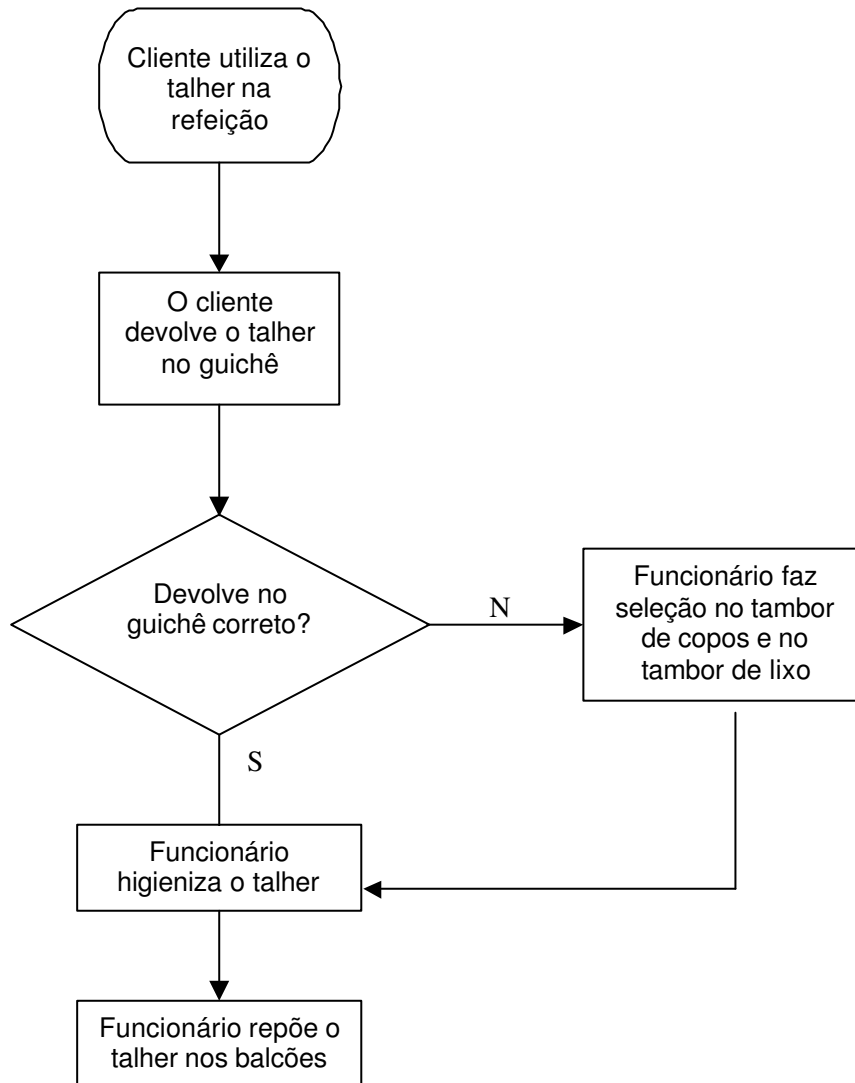 Cliente utiliza o
talher na
refeição
O cliente
devolve o talher
no guichê
Devolve no
guichê correto?
N
Funcionário faz
seleção no tambor
de copos e no
tambor de lixo
S
Funcionário
higieniza o talher
Funcionário repõe o
talher nos balcões